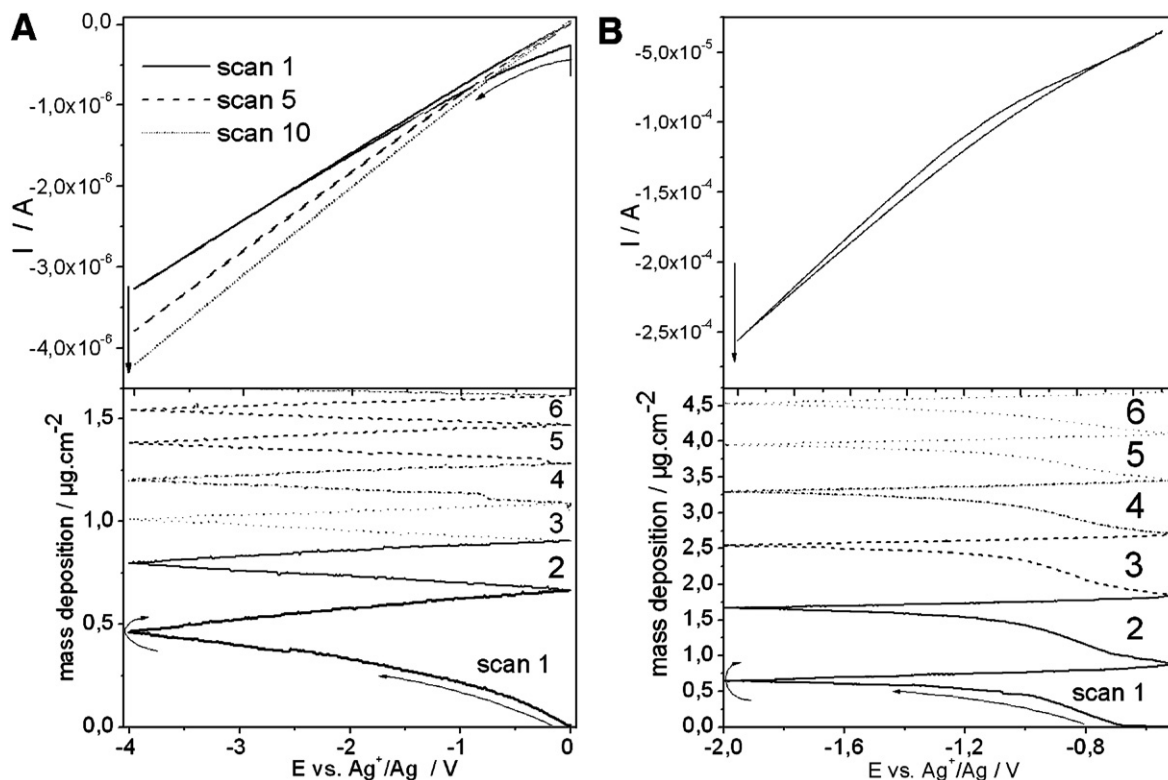 A
0,0
-1,0x10⁻⁶
-2,0x10⁻⁶
-3,0x10⁻⁶
-4,0x10⁻⁶
I / A
scan 1
scan 5
scan 10
1,5
1,0
0,5
0,0
mass deposition / µg.cm⁻²
6
5
4
3
2
scan 1
-4 -3 -2 -1 0
E vs. Ag⁺/Ag / V
B
-5,0x10⁻⁵
-1,0x10⁻⁴
-1,5x10⁻⁴
-2,0x10⁻⁴
-2,5x10⁻⁴
I / A
4,5
4,0
3,5
3,0
2,5
2,0
1,5
1,0
0,5
0,0
mass deposition / µg.cm⁻²
6
5
4
3
2
scan 1
-2,0 -1,6 -1,2 -0,8
E vs. Ag⁺/Ag / V